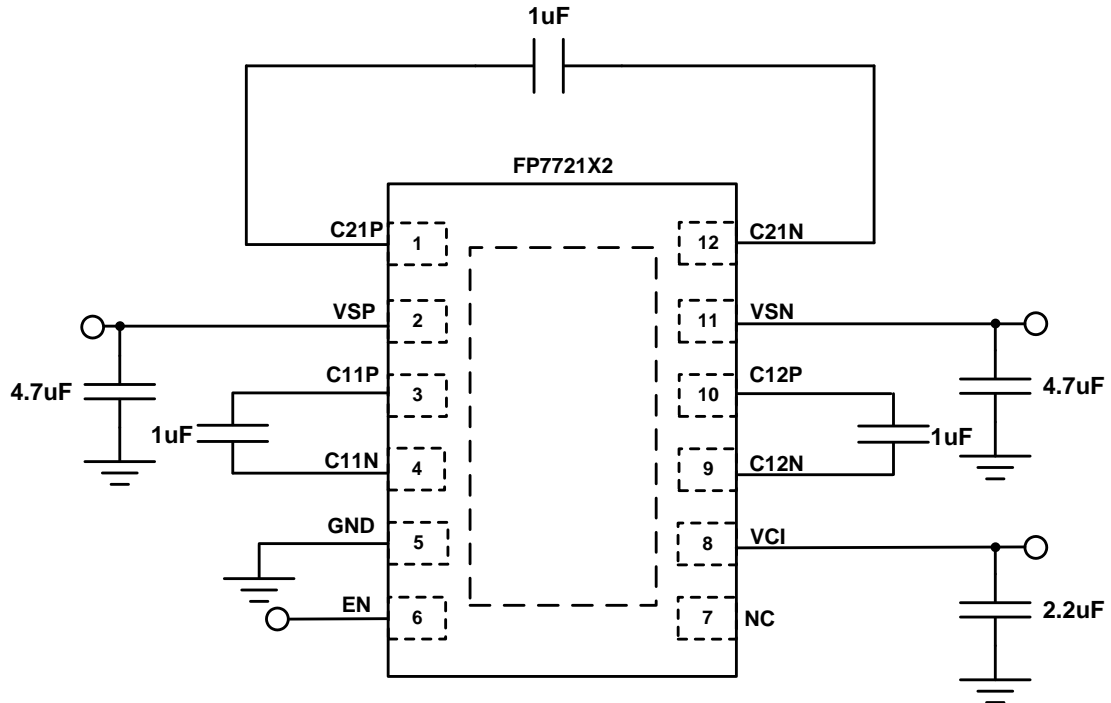 1uF
FP7721X2
C21P
1
12
C21N
VSP
2
11
VSN
4.7uF
C11P
3
10
C12P
4.7uF
1uF
1uF
C11N
4
9
C12N
GND
5
8
VCI
EN
6
7
NC
2.2uF